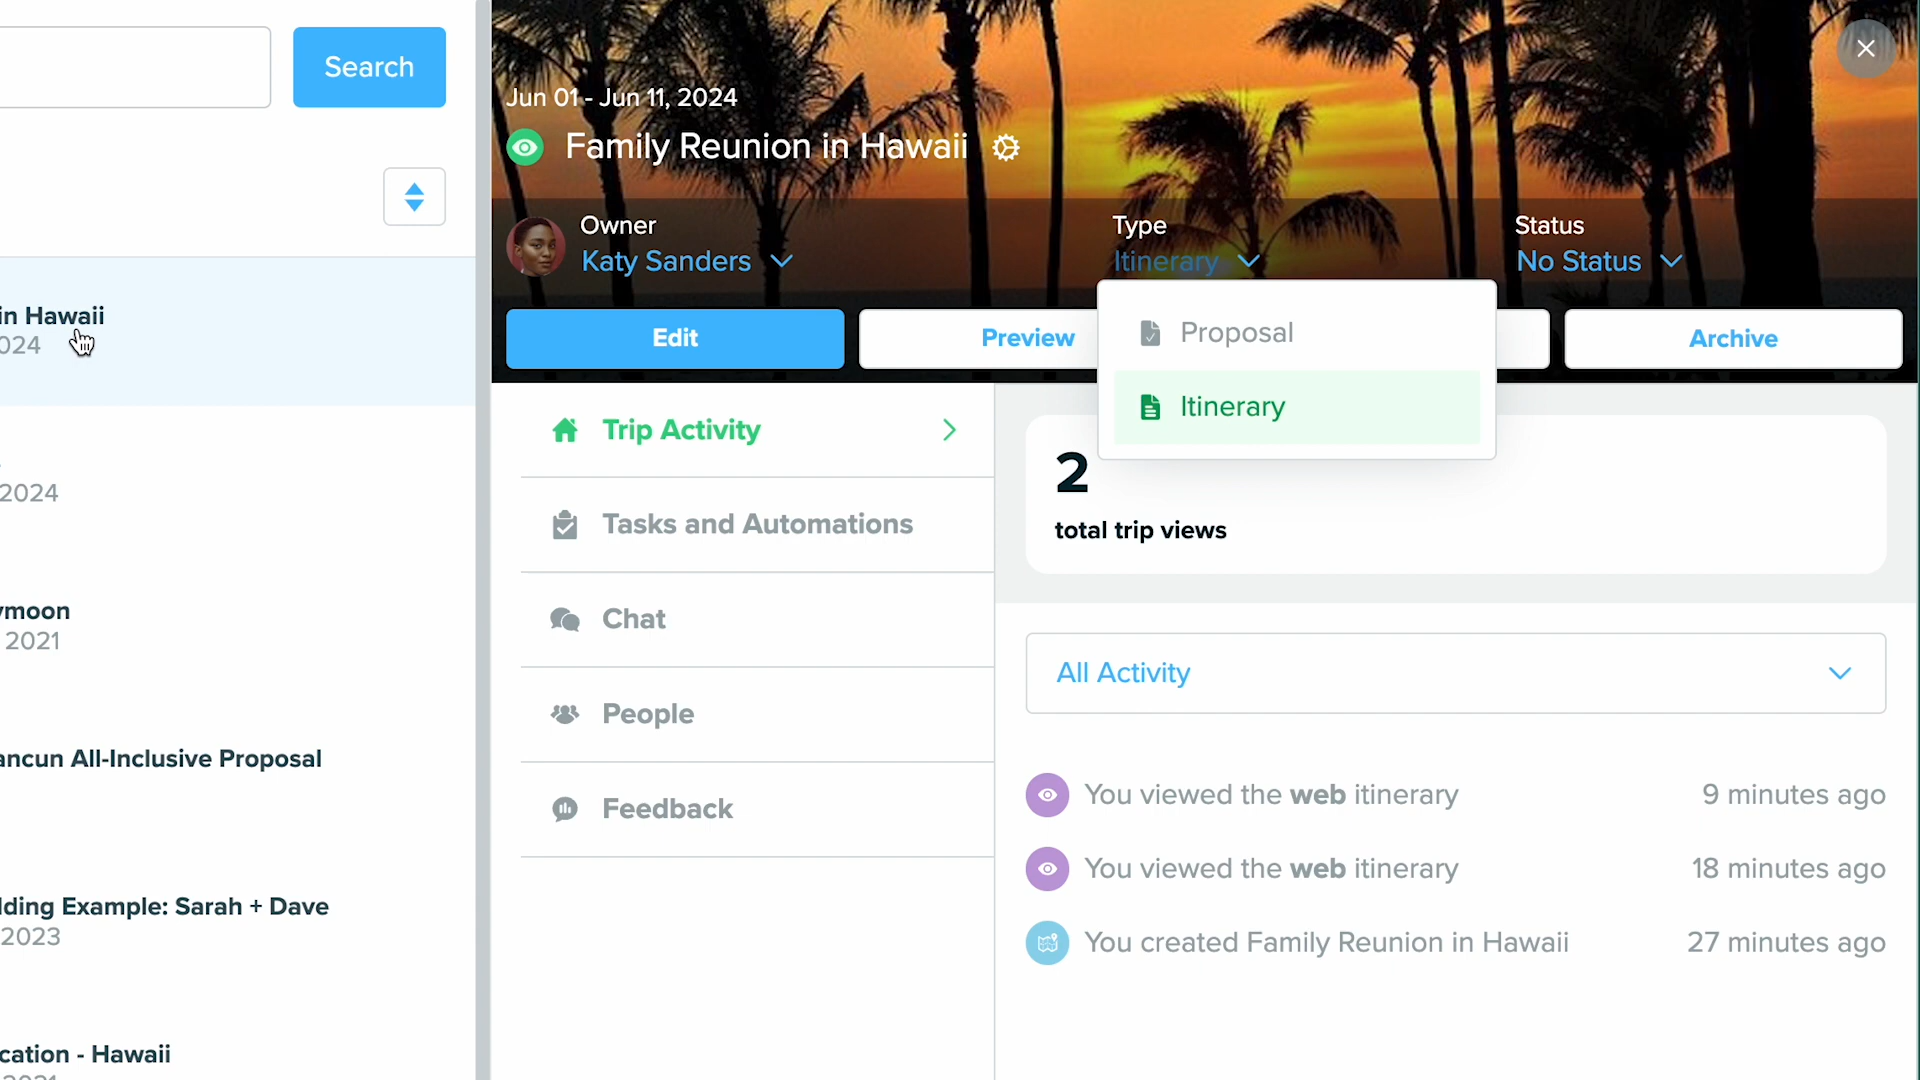 Search
in Hawaii
024
2024
ymoon
2021
ancun All-Inclusive Proposal
lding Example: Sarah + Dave
2023
cation - Hawaii
Jun 01 - Jun 11, 2024
Family Reunion in Hawaii
Owner
Katy Sanders
Type
Itinerary
Status
No Status
Edit
Preview
Archive
Proposal
Itinerary
Trip Activity
Tasks and Automations
Chat
People
Feedback
2
total trip views
All Activity
You viewed the web itinerary
9 minutes ago
You viewed the web itinerary
18 minutes ago
You created Family Reunion in Hawaii
27 minutes ago